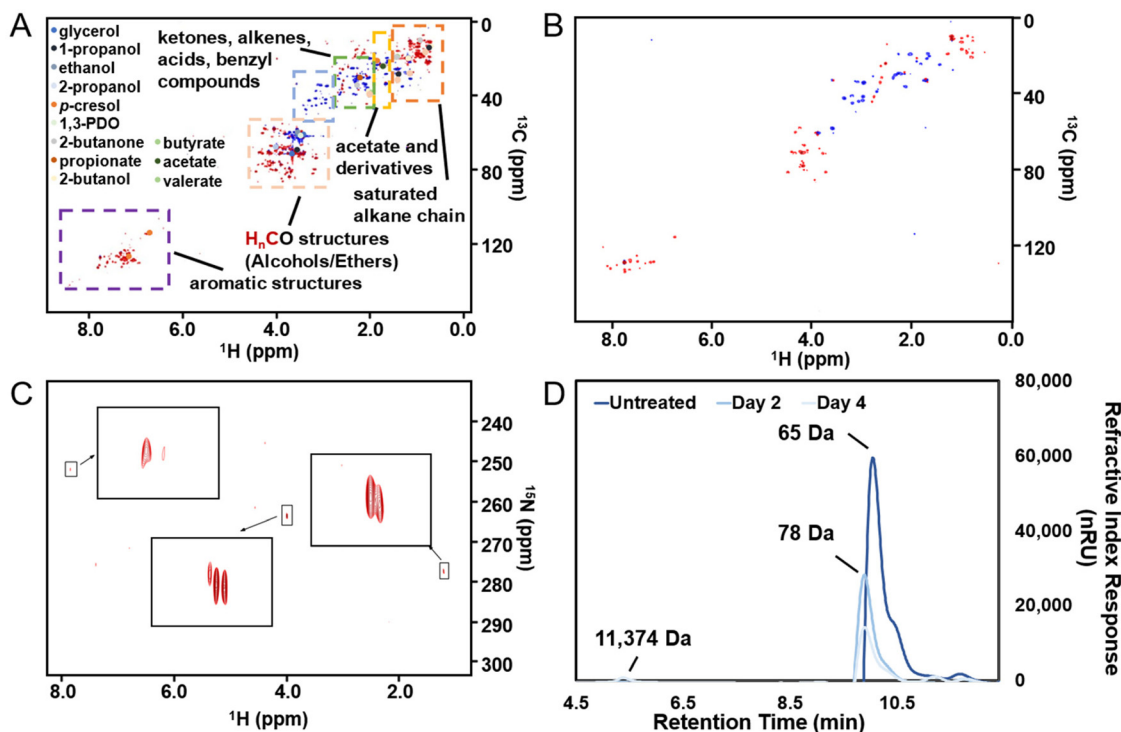 A
glycerol
1-propanol
ethanol
2-propanol
p-cresol
1,3-PDO
2-butanone
propionate
2-butanol
butyrate
acetate
valerate
ketones, alkenes,
acids, benzyl
compounds
acetate and
derivatives
saturated
alkane chain
HnCO structures
(Alcohols/Ethers)
aromatic structures
0
40
80
120
13C (ppm)
8.0 6.0 4.0 2.0 0.0
1H (ppm)
B
0
40
80
120
13C (ppm)
8.0 6.0 4.0 2.0 0.0
1H (ppm)
C
240
250
260
270
280
290
300
15N (ppm)
8.0 6.0 4.0 2.0
1H (ppm)
D
Untreated Day 2 Day 4
65 Da
78 Da
11,374 Da
80,000
60,000
40,000
20,000
0
Refractive Index Response
(nRU)
4.5 6.5 8.5 10.5
Retention Time (min)